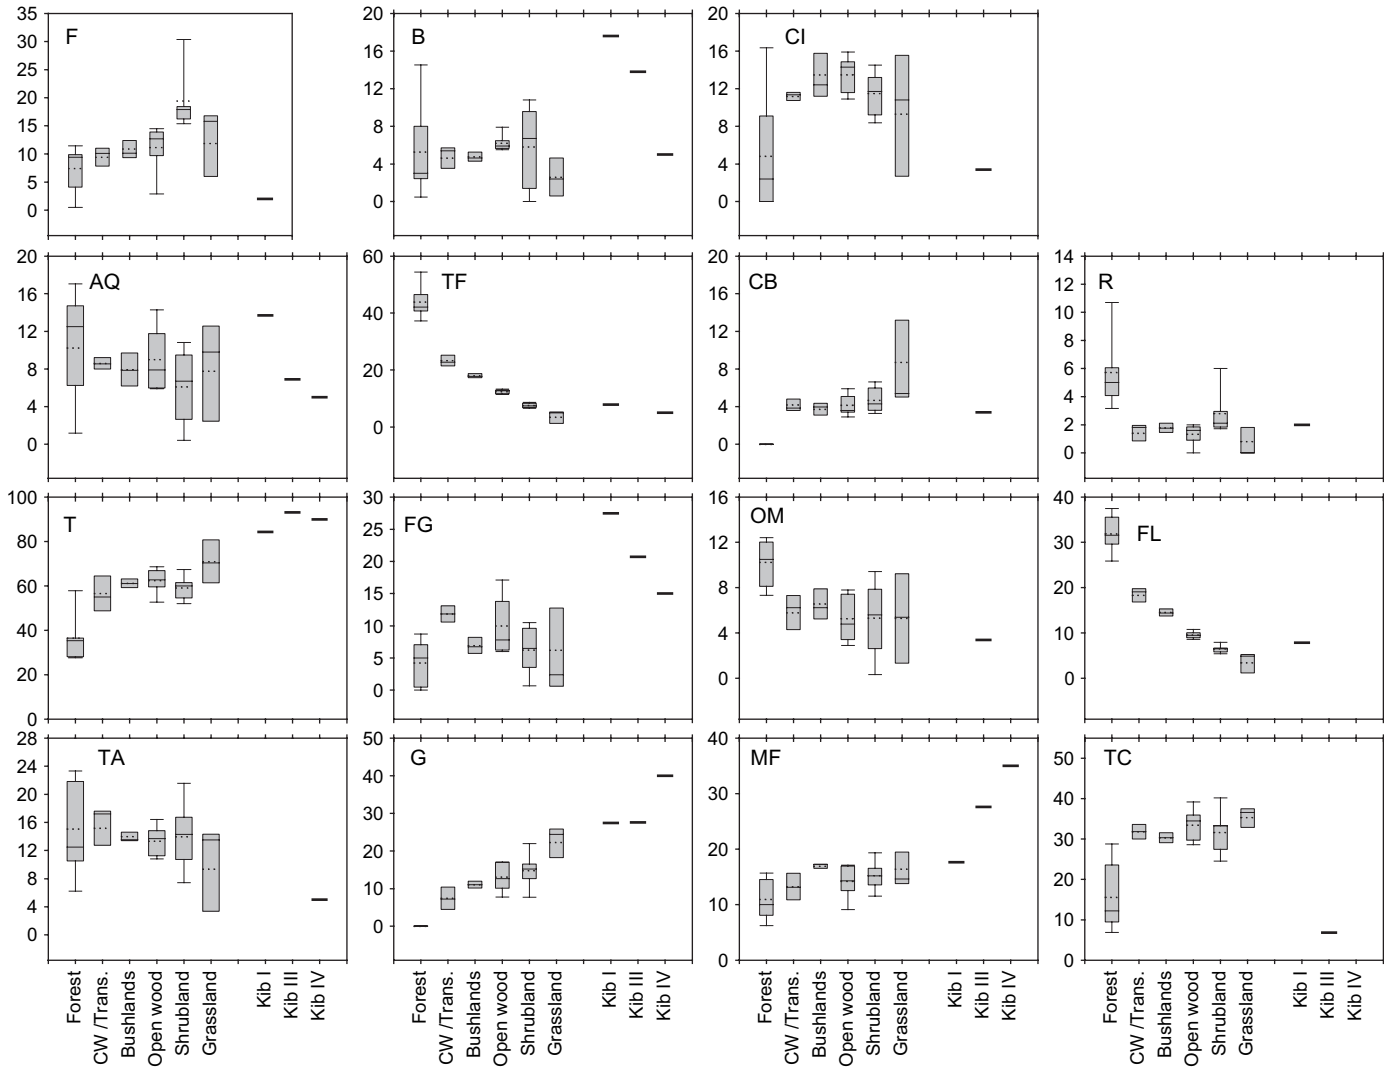 F
35
30
25
20
15
10
5
0
B
20
16
12
8
4
0
CI
20
16
12
8
4
0
AQ
20
16
12
8
4
0
TF
60
40
20
0
CB
20
16
12
8
4
0
R
14
12
10
8
6
4
2
0
T
100
80
60
40
20
0
FG
30
25
20
15
10
5
0
OM
16
12
8
4
0
FL
40
30
20
10
0
TA
28
24
20
16
12
8
4
0
G
50
40
30
20
10
0
MF
40
30
20
10
0
TC
50
40
30
20
10
0
Forest
CW /Trans.
Bushlands
Open wood
Shrubland
Grassland
Kib I
Kib III
Kib IV
Forest
CW /Trans.
Bushlands
Open wood
Shrubland
Grassland
Kib I
Kib III
Kib IV
Forest
CW /Trans.
Bushlands
Open wood
Shrubland
Grassland
Kib I
Kib III
Kib IV
Forest
CW /Trans.
Bushlands
Open wood
Shrubland
Grassland
Kib I
Kib III
Kib IV